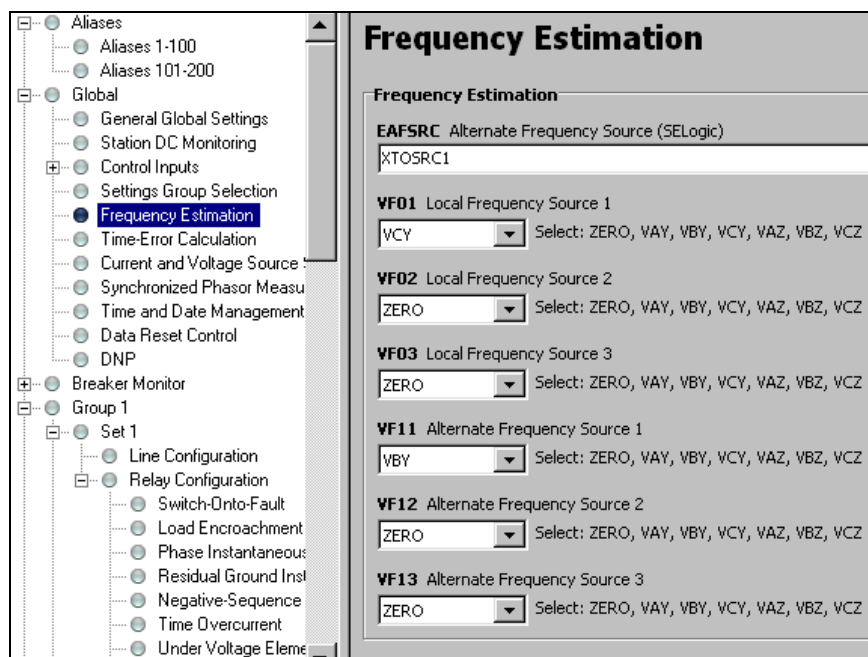 Aliases
Aliases 1-100
Aliases 101-200
Global
General Global Settings
Station DC Monitoring
Control Inputs
Settings Group Selection
Frequency Estimation
Time-Error Calculation
Current and Voltage Source
Synchronized Phasor Measu
Time and Date Management
Data Reset Control
DNP
Breaker Monitor
Group 1
Set 1
Line Configuration
Relay Configuration
Switch-Onto-Fault
Load Encroachment
Phase Instantaneous
Residual Ground Inst
Negative-Sequence
Time Overcurrent
Under Voltage Eleme
Frequency Estimation
Frequency Estimation
EAFSRC Alternate Frequency Source (SELogic)
XTOSRC1
VF01 Local Frequency Source 1
VCY Select: ZERO, VAY, VBY, VCY, VAZ, VBZ, VCZ
VF02 Local Frequency Source 2
ZERO Select: ZERO, VAY, VBY, VCY, VAZ, VBZ, VCZ
VF03 Local Frequency Source 3
ZERO Select: ZERO, VAY, VBY, VCY, VAZ, VBZ, VCZ
VF11 Alternate Frequency Source 1
VBY Select: ZERO, VAY, VBY, VCY, VAZ, VBZ, VCZ
VF12 Alternate Frequency Source 2
ZERO Select: ZERO, VAY, VBY, VCY, VAZ, VBZ, VCZ
VF13 Alternate Frequency Source 3
ZERO Select: ZERO, VAY, VBY, VCY, VAZ, VBZ, VCZ